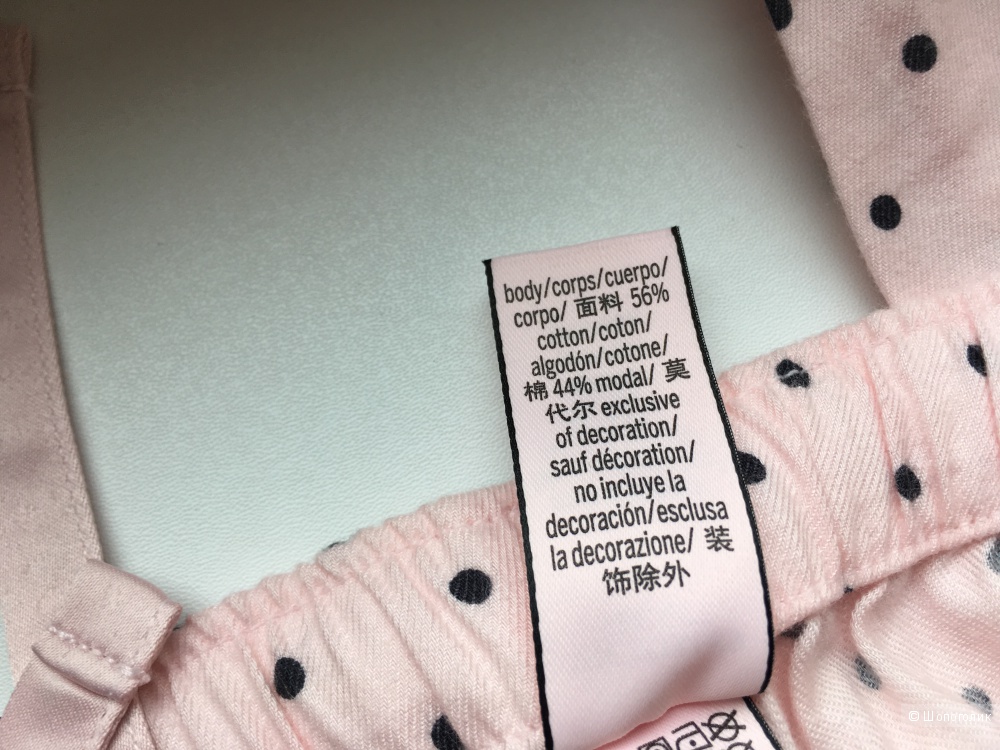 body/corps/cuerpo/
corpo/ 面料 56%
cotton/coton/
algodón/cotone/
棉 44% modal/ 莫
代尔 exclusive
of decoration/
sauf décoration/
no incluye la
decoración/esclusa
la decorazione/ 装
饰除外